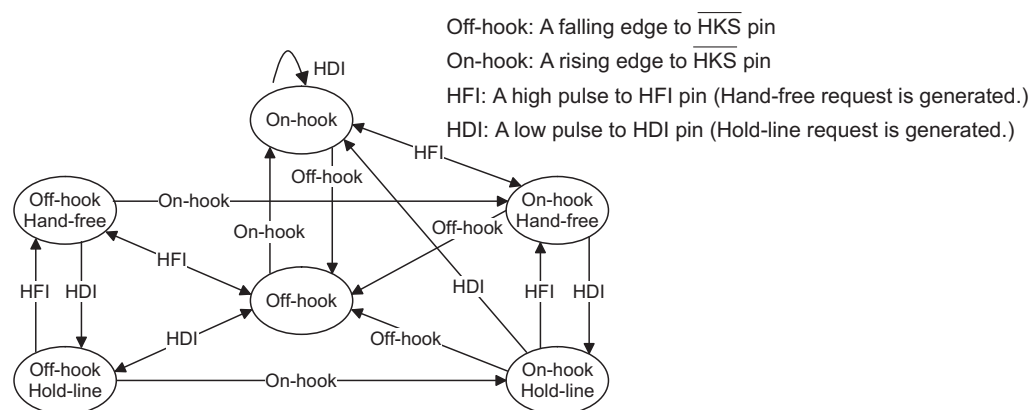 Off-hook: A falling edge to HKS pin
On-hook: A rising edge to HKS pin
HFI: A high pulse to HFI pin (Hand-free request is generated.)
HDI: A low pulse to HDI pin (Hold-line request is generated.)
HDI
On-hook
HFI
Off-hook
Off-hook
Hand-free
On-hook
On-hook
Hand-free
On-hook
Off-hook
HFI
Off-hook
HFI
HDI
HDI
HFI
HDI
HDI
Off-hook
Off-hook
Hold-line
On-hook
On-hook
Hold-line